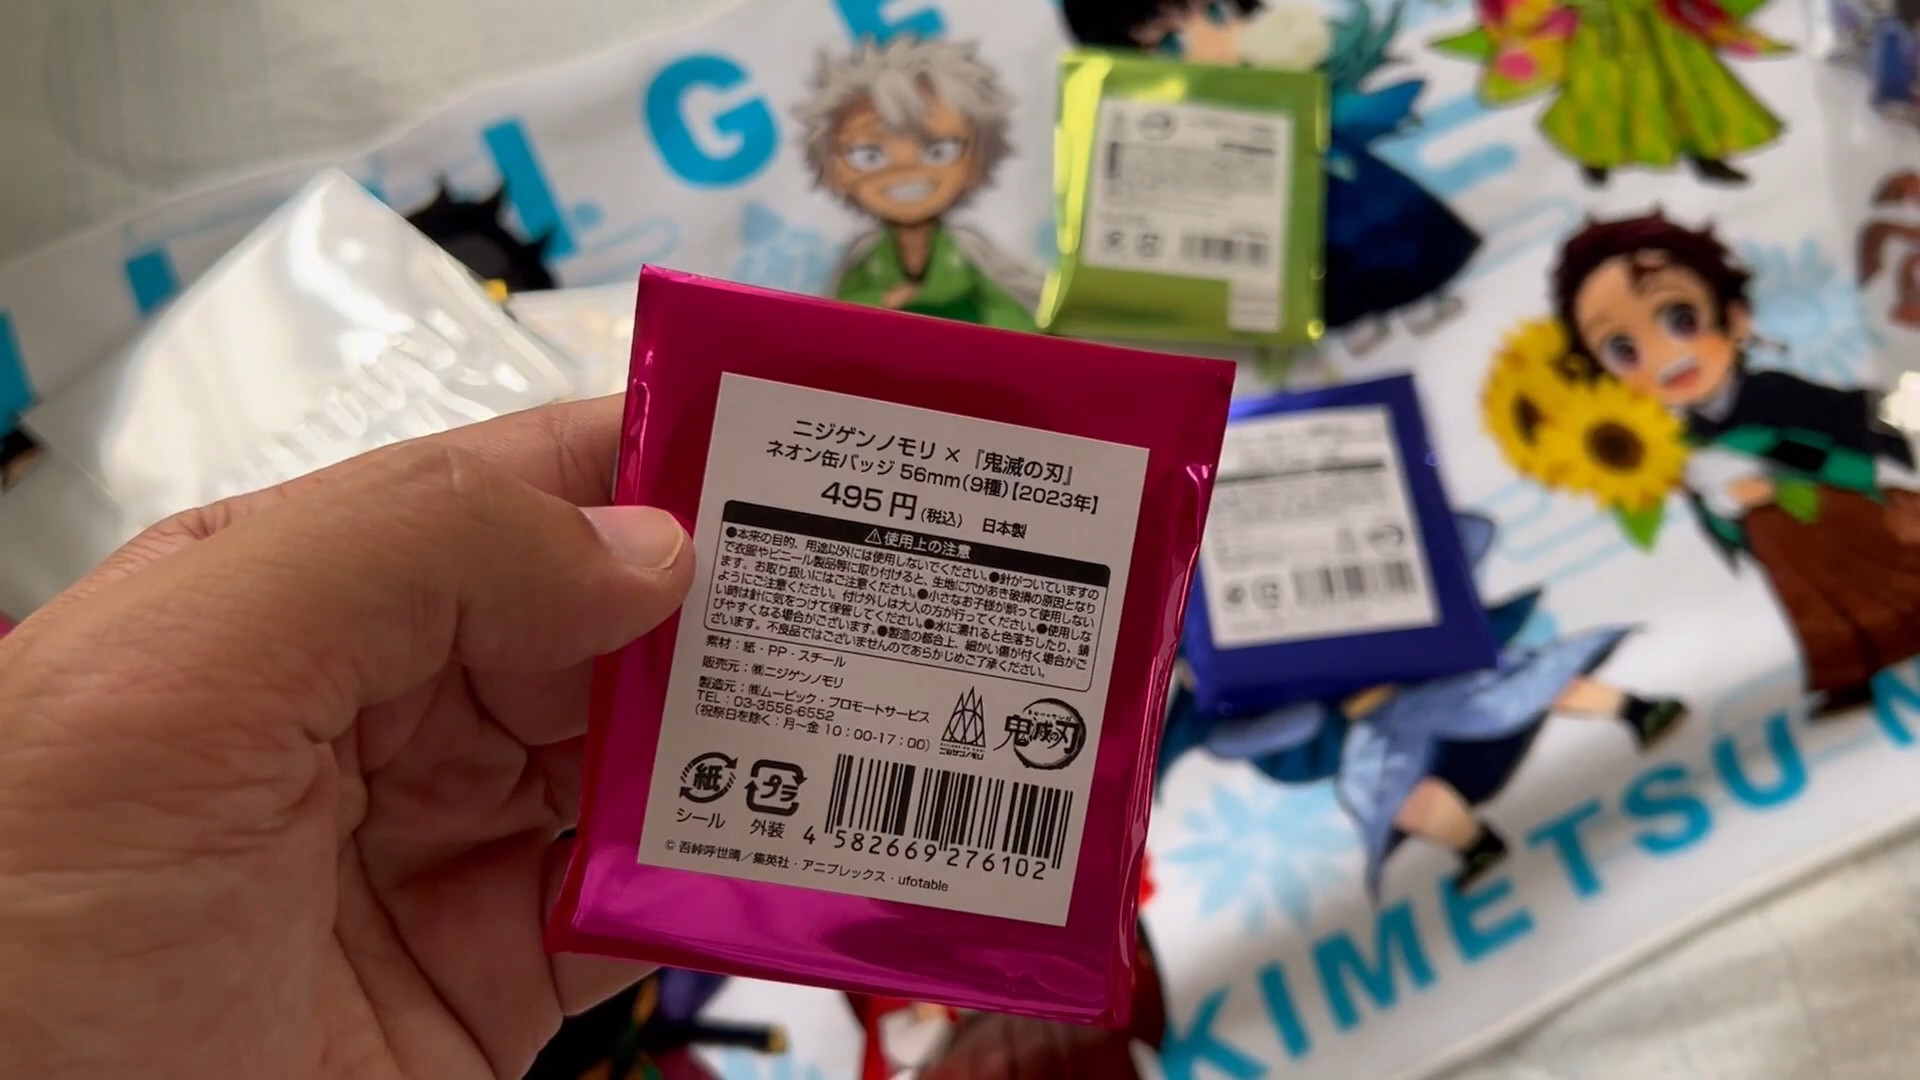 IGE
ニジゲンノモリ×『鬼滅の刃』
ネオン缶バッジ 56mm(9種)【2023年】
495円(税込) 日本製
⚠使用上の注意
●本来の目的、用途以外には使用しないでください。●針がついていますの
で衣服やビニール製品等に取り付けると、生地に穴があき破損の原因となり
ます。お取り扱いにはご注意ください。●小さなお子様が誤って使用しない
ようにご注意ください。付け外しは大人の方が行ってください。●使用しな
い時は針に気をつけて保管してください。●水に濡れると色落ちしたり、錆
びやすくなる場合がございます。●製造の都合上、細かい傷が付く場合がご
ざいます。不良品ではございませんのであらかじめご了承ください。
素材：紙・PP・スチール
販売元：㈱ニジゲンノモリ
製造元：㈱ムービック・プロモートサービス
TEL：03-3556-6552
(祝祭日を除く：月〜金 10：00-17：00)
ニジゲンノモリ
鬼滅の刃
紙 プラ
シール 外装
4 582669 276102
© 吾峠呼世晴／集英社・アニプレックス・ufotable
KIMETSU